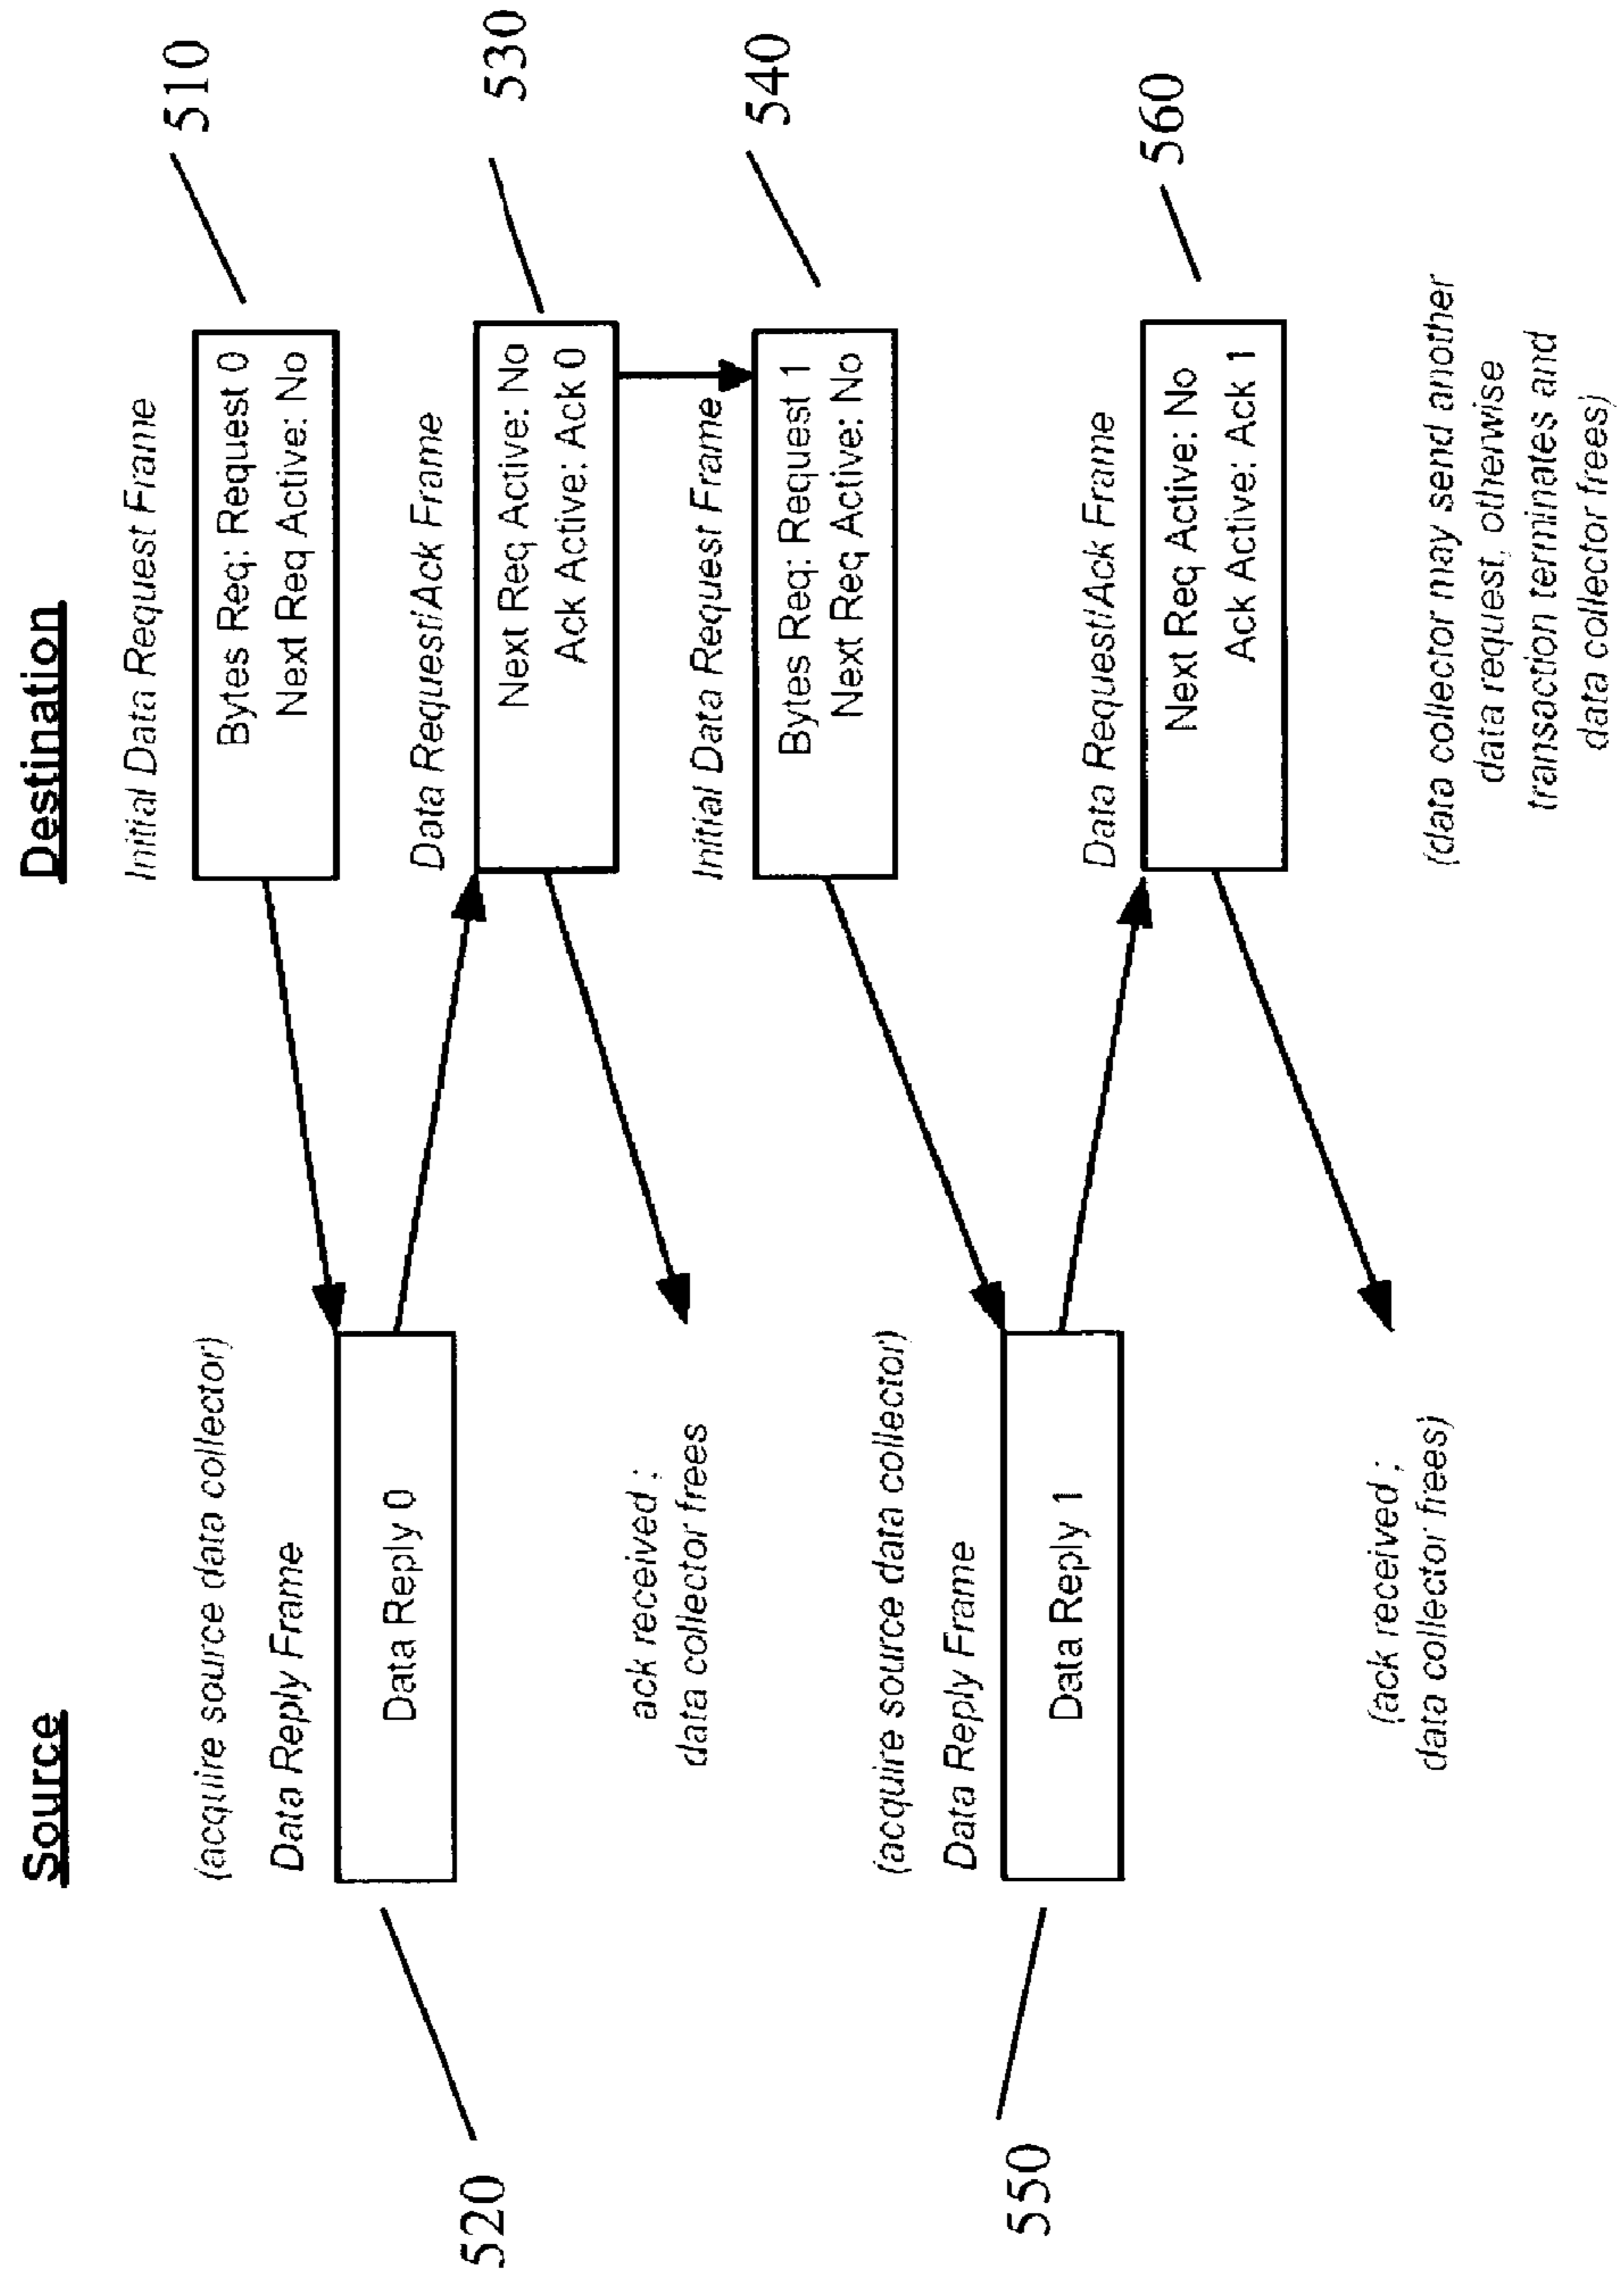 Source
Destination
Initial Data Request Frame
510
Bytes Req: Request 0
Next Req Active: No
(acquire source data collector)
Data Reply Frame
Data Reply 0
520
Data Request/Ack Frame
530
Next Req Active: No
Ack Active: Ack 0
ack received ;
data collector frees
Initial Data Request Frame
540
Bytes Req: Request 1
Next Req Active: No
(acquire source data collector)
Data Reply Frame
Data Reply 1
550
Data Request/Ack Frame
560
Next Req Active: No
Ack Active: Ack 1
(ack received ;
data collector frees)
(data collector may send another
data request, otherwise
transaction terminates and
data collector frees)